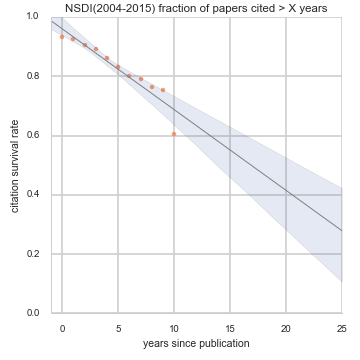 NSDI(2004-2015) fraction of papers cited > X years
1.0
0.8
0.6
0.4
0.2
0.0
citation survival rate
0 5 10 15 20 25
years since publication